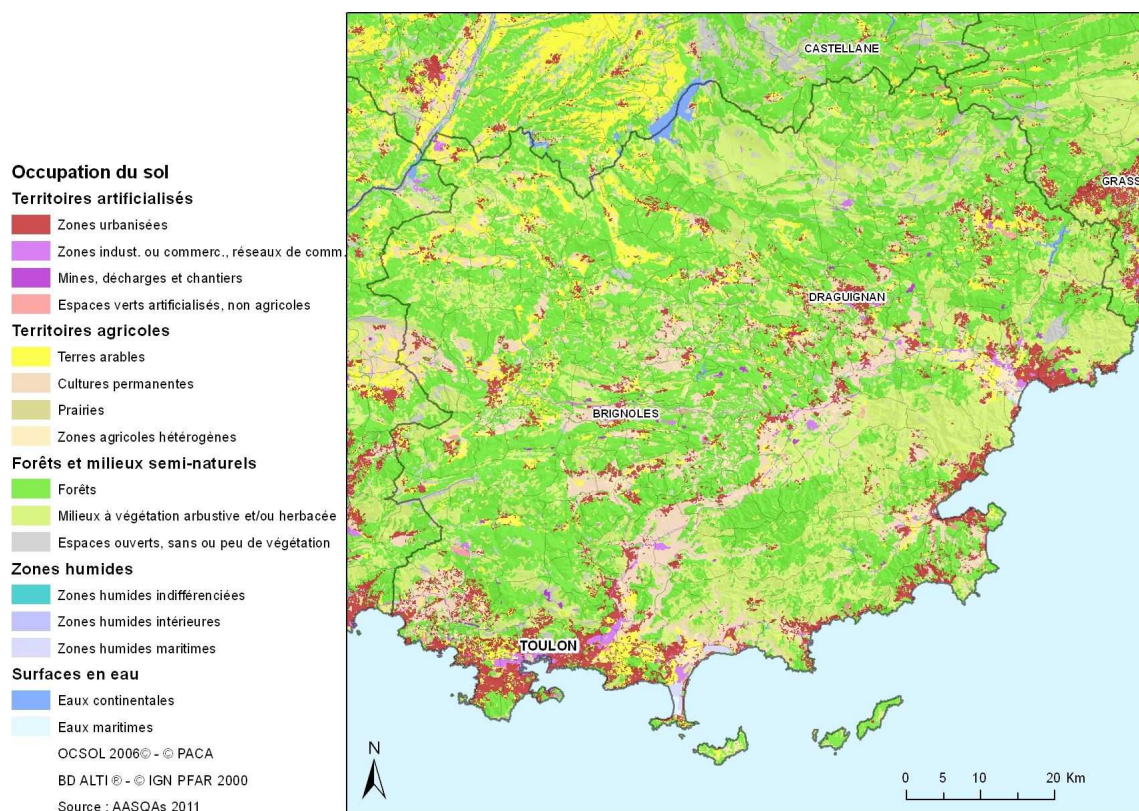 Occupation du sol
Territoires artificialisés
Zones urbanisées
Zones indust. ou commerc., réseaux de comm.
Mines, décharges et chantiers
Espaces verts artificialisés, non agricoles
Territoires agricoles
Terres arables
Cultures permanentes
Prairies
Zones agricoles hétérogènes
Forêts et milieux semi-naturels
Forêts
Milieux à végétation arbustive et/ou herbacée
Espaces ouverts, sans ou peu de végétation
Zones humides
Zones humides indifférenciées
Zones humides intérieures
Zones humides maritimes
Surfaces en eau
Eaux continentales
Eaux maritimes
OCSOL 2006© - © PACA
BD ALTI ® - © IGN PFAR 2000
Source : AASQAs 2011
CASTELLANE
GRASS
DRAGUIGNAN
BRIGNOLES
TOULON
N
0 5 10 20 Km